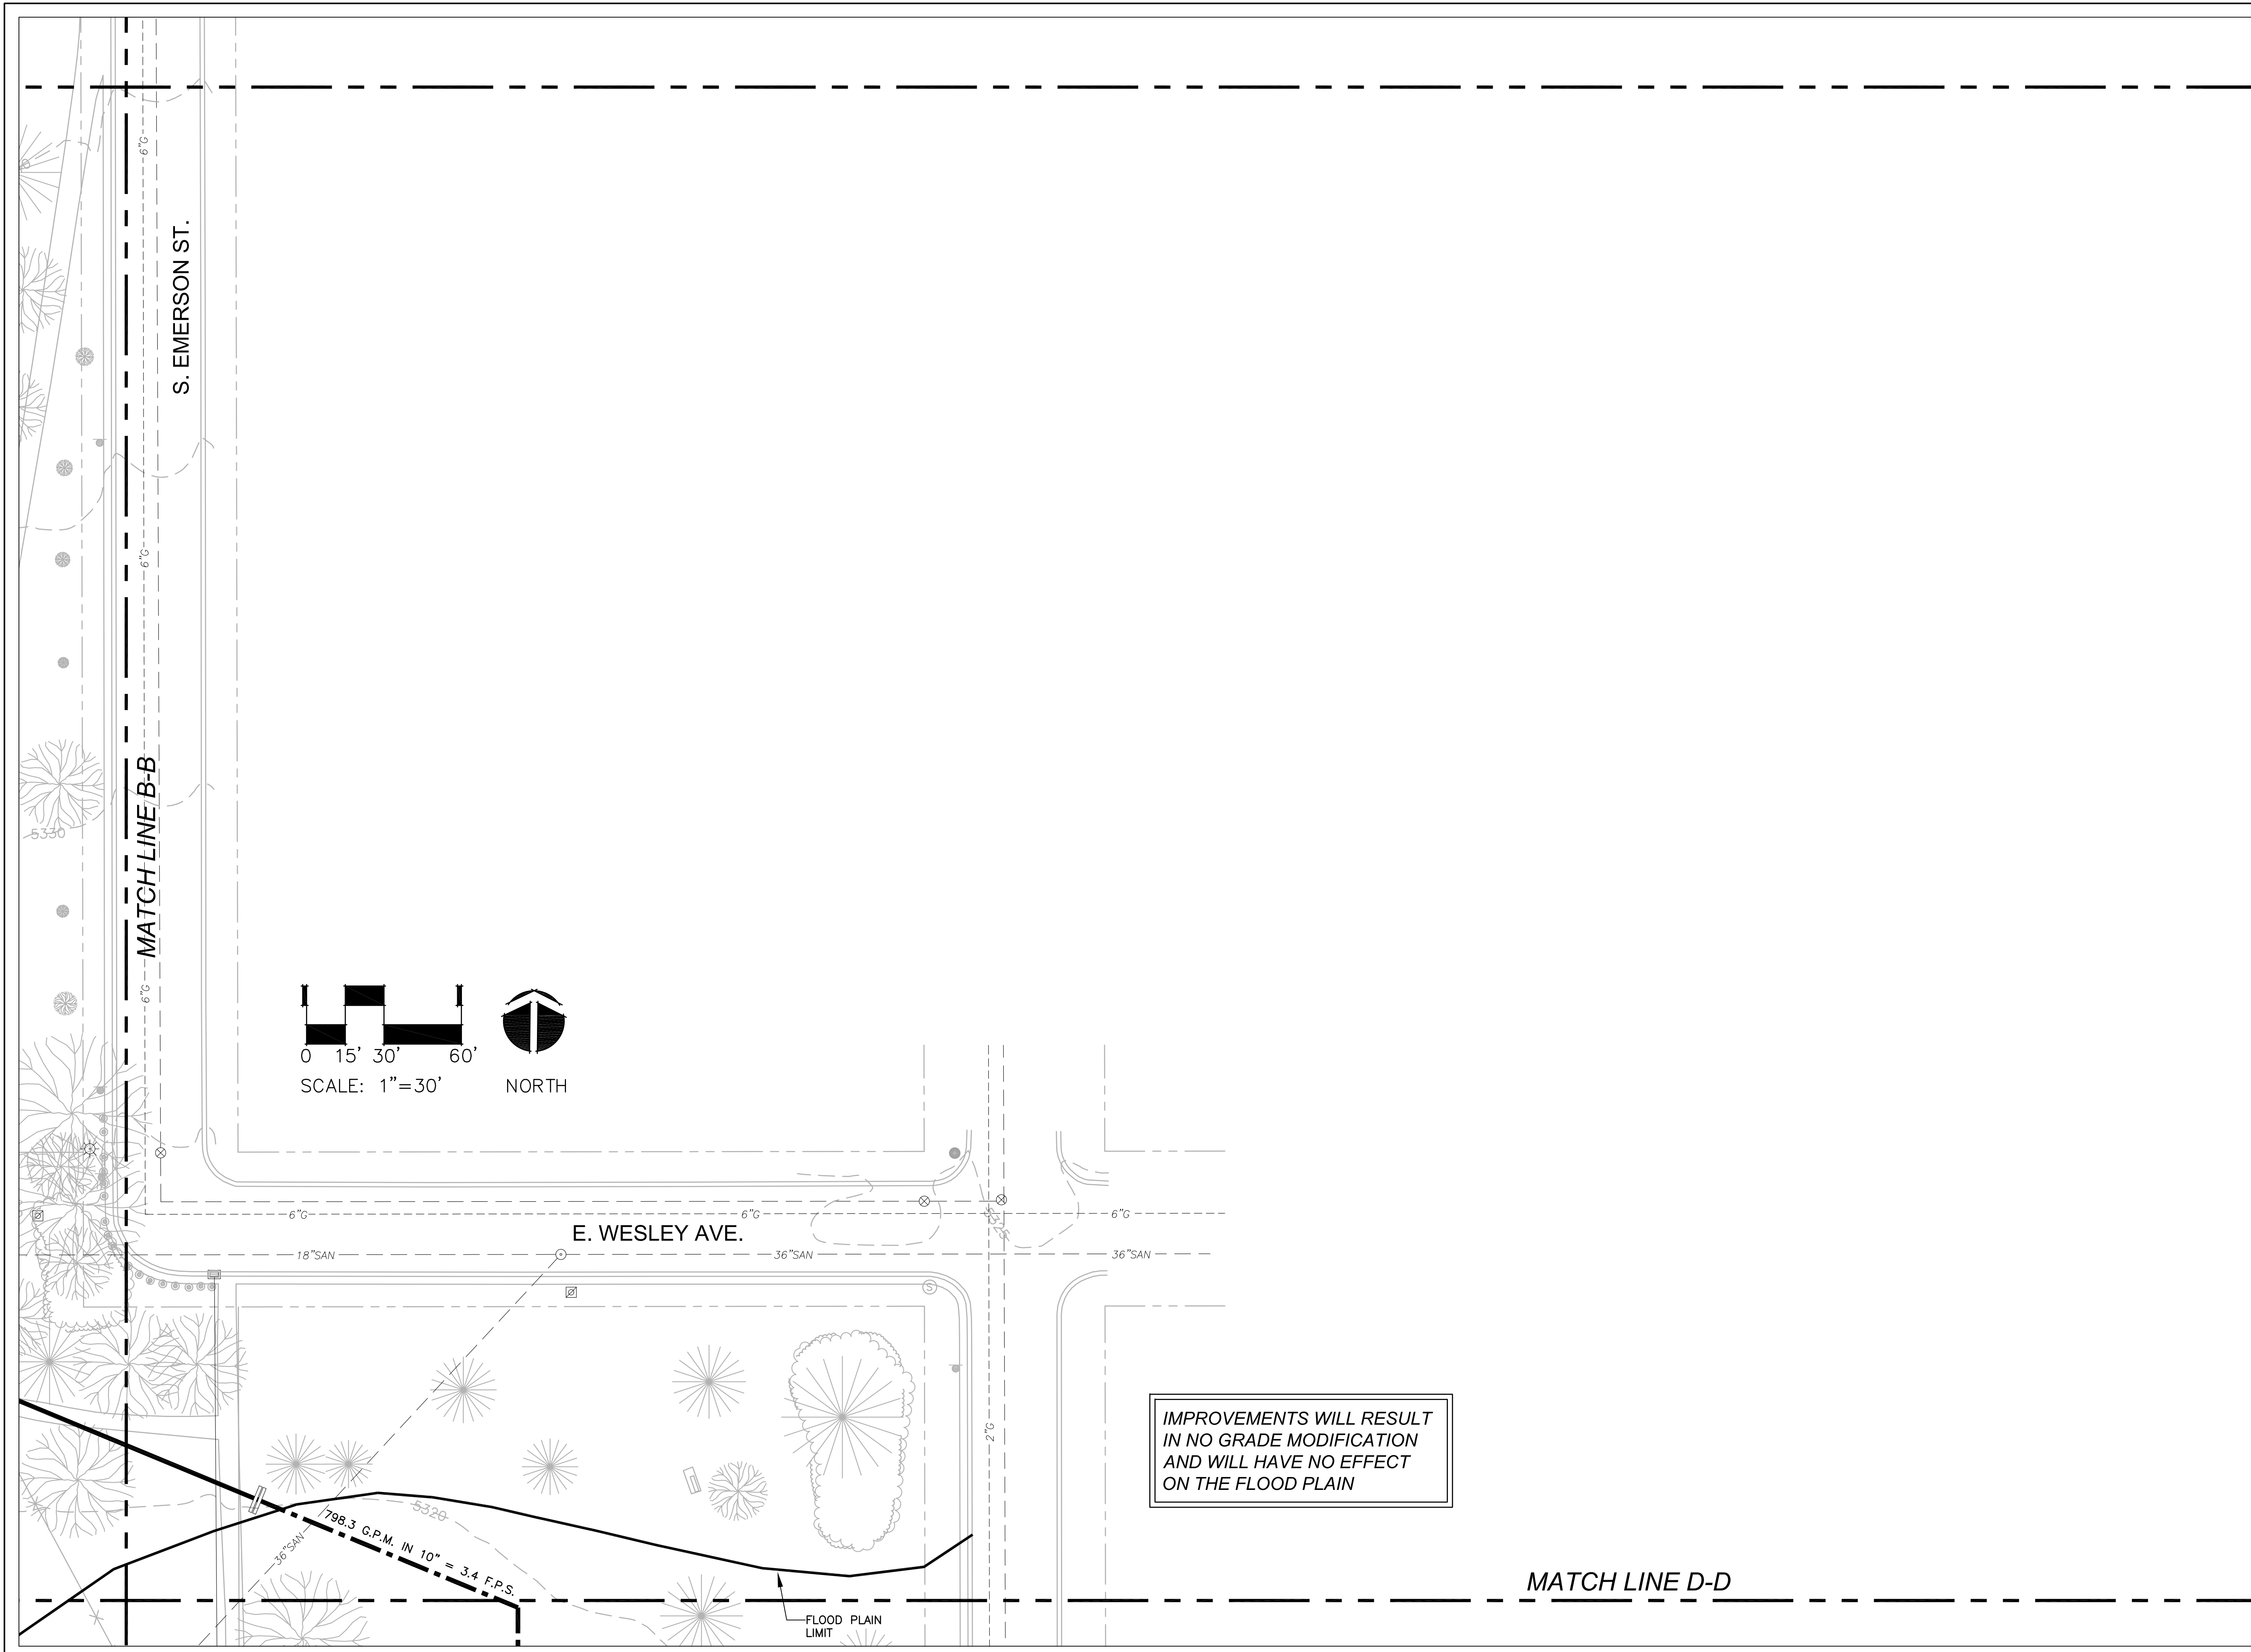 6"G
S. EMERSON ST.
6"G
MATCH LINE B-B
5330
6"G
0 15' 30' 60'
SCALE: 1"=30'
NORTH
6"G
6"G
6"G
E. WESLEY AVE.
18"SAN
36"SAN
36"SAN
S
2"G
IMPROVEMENTS WILL RESULT
IN NO GRADE MODIFICATION
AND WILL HAVE NO EFFECT
ON THE FLOOD PLAIN
5320
798.3 G.P.M. IN 10" = 3.4 F.P.S.
36"SAN
MATCH LINE D-D
FLOOD PLAIN
LIMIT